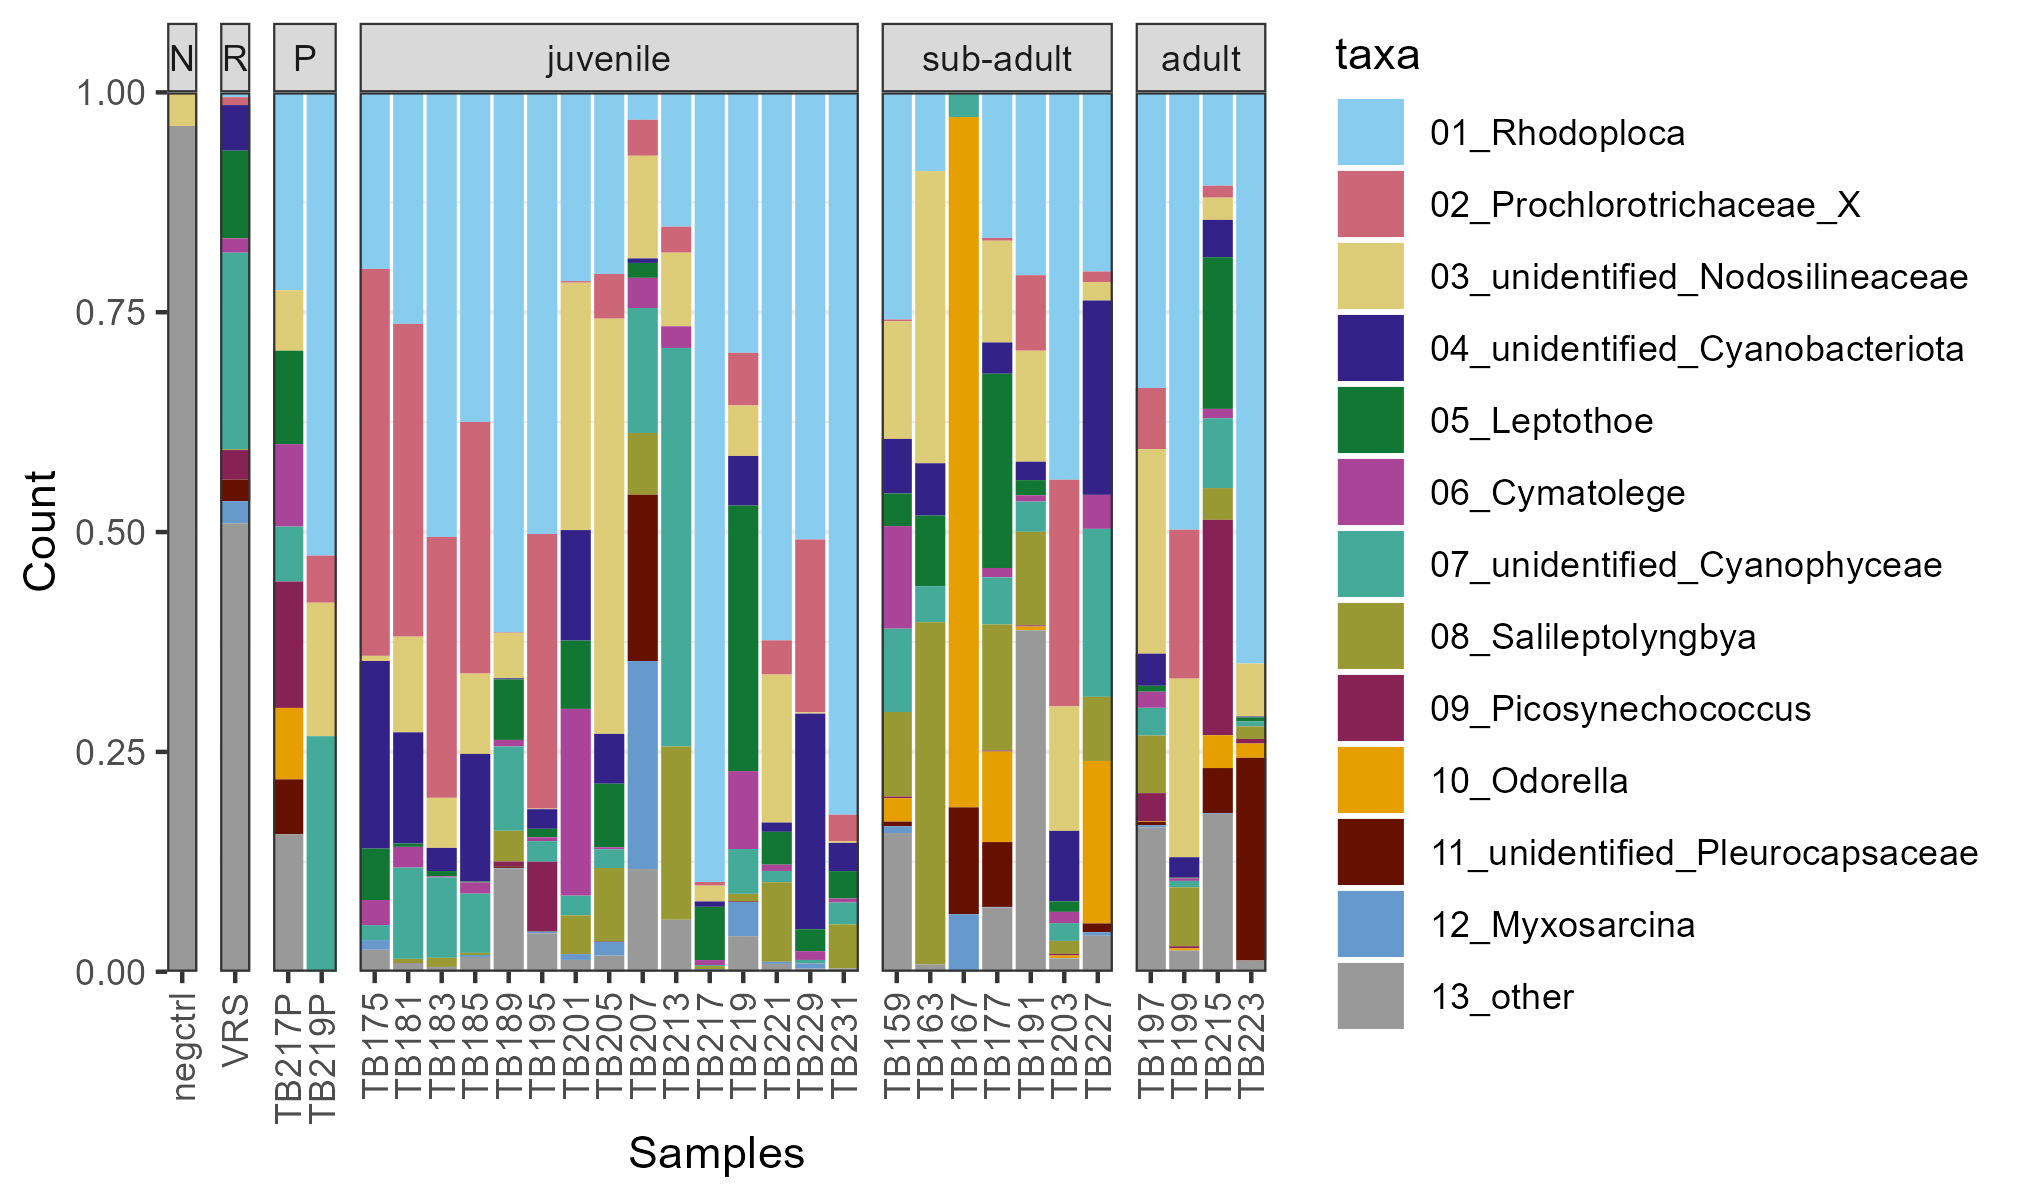 N R P juvenile sub-adult adult
taxa
1.00
0.75
0.50
0.25
0.00
Count
negctrl
VRS
TB217P
TB219P
TB175
TB181
TB183
TB185
TB189
TB195
TB201
TB205
TB207
TB213
TB217
TB219
TB221
TB229
TB231
TB159
TB163
TB167
TB177
TB191
TB203
TB227
TB197
TB199
TB215
TB223
Samples
01_Rhodoploca
02_Prochlorotrichaceae_X
03_unidentified_Nodosilineaceae
04_unidentified_Cyanobacteriota
05_Leptothoe
06_Cymatolege
07_unidentified_Cyanophyceae
08_Salileptolyngbya
09_Picosynechococcus
10_Odorella
11_unidentified_Pleurocapsaceae
12_Myxosarcina
13_other